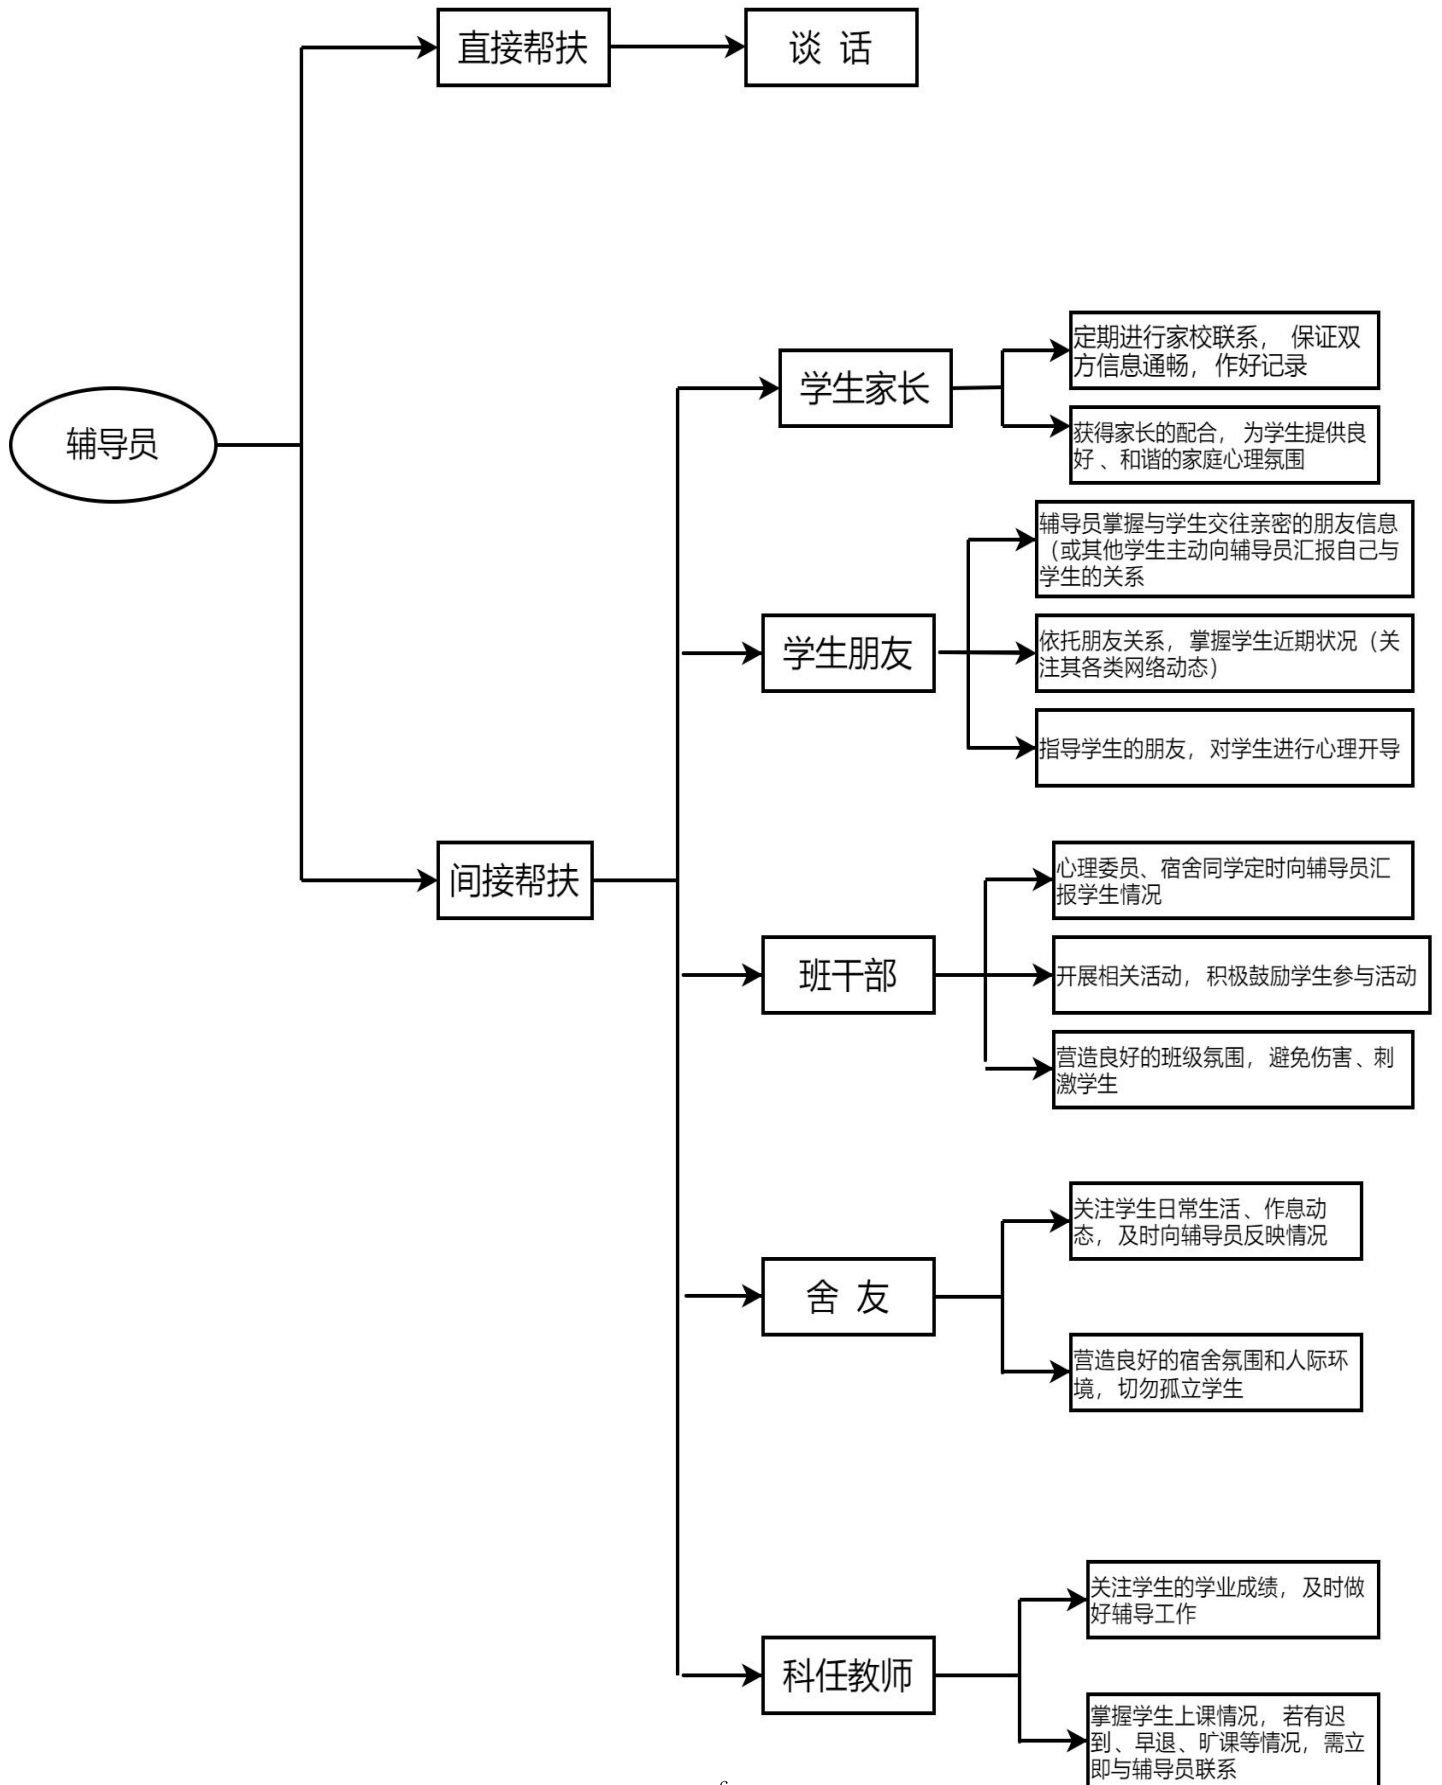 直接帮扶
谈 话
辅导员
间接帮扶
学生家长
定期进行家校联系， 保证双
方信息通畅，作好记录
获得家长的配合， 为学生提供良
好、和谐的家庭心理氛围
学生朋友
辅导员掌握与学生交往亲密的朋友信息
（或其他学生主动向辅导员汇报自己与
学生的关系
依托朋友关系，掌握学生近期状况（关
注其各类网络动态）
指导学生的朋友，对学生进行心理开导
班干部
心理委员、宿舍同学定时向辅导员汇
报学生情况
开展相关活动，积极鼓励学生参与活动
营造良好的班级氛围，避免伤害、刺
激学生
舍 友
关注学生日常生活、作息动
态，及时向辅导员反映情况
营造良好的宿舍氛围和人际环
境，切勿孤立学生
科任教师
关注学生的学业成绩，及时做
好辅导工作
掌握学生上课情况，若有迟
到、早退、旷课等情况，需立
即与辅导员联系